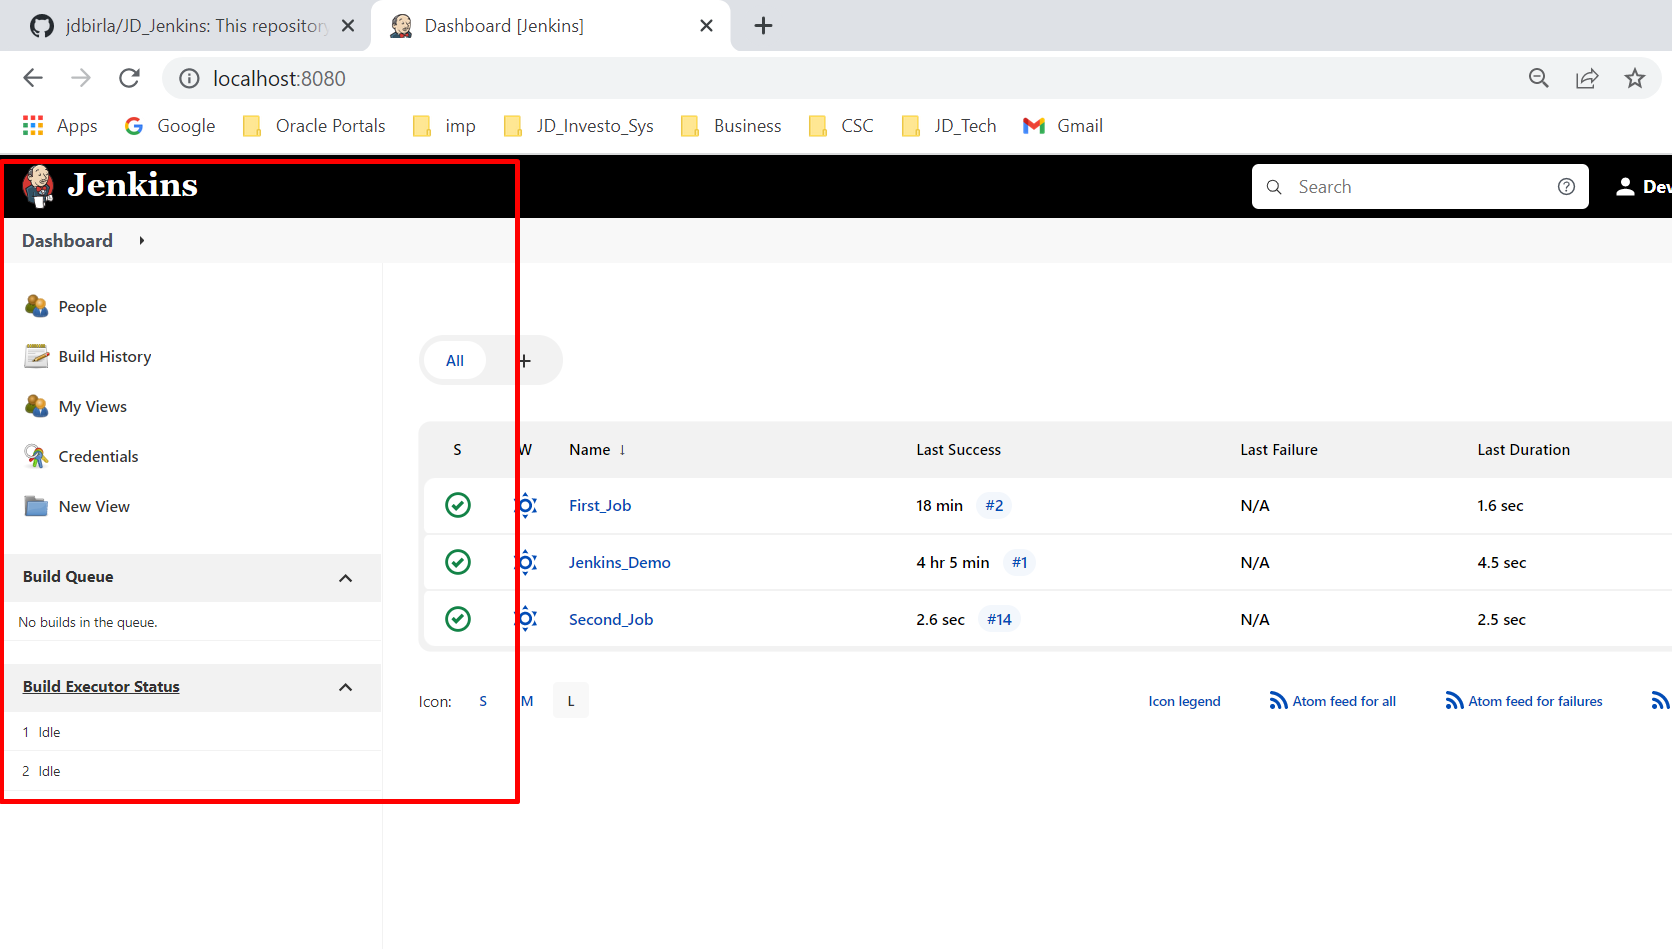 jdbirla/JD_Jenkins: This repository
Dashboard [Jenkins]
localhost:8080
Apps
Google
Oracle Portals
imp
JD_Investo_Sys
Business
CSC
JD_Tech
Gmail
Jenkins
Search
Dev
Dashboard
People
Build History
My Views
Credentials
New View
Build Queue
No builds in the queue.
Build Executor Status
1 Idle
2 Idle
All +
S W Name ↓ Last Success Last Failure Last Duration
First_Job 18 min #2 N/A 1.6 sec
Jenkins_Demo 4 hr 5 min #1 N/A 4.5 sec
Second_Job 2.6 sec #14 N/A 2.5 sec
Icon: S M L
Icon legend
Atom feed for all
Atom feed for failures